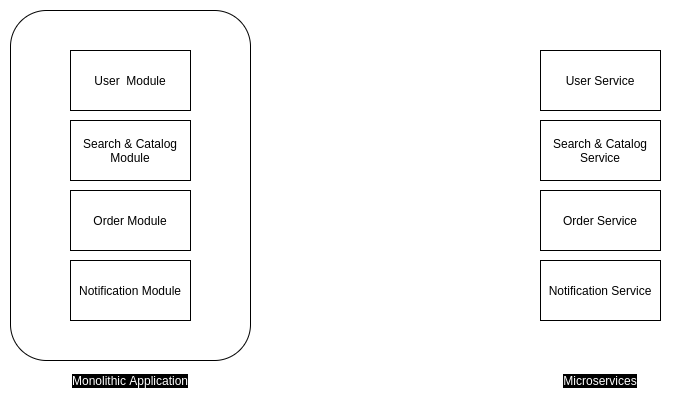 User  Module
Search & Catalog
Module
Order Module
Notification Module
Monolithic Application
User Service
Search & Catalog
Service
Order Service
Notification Service
Microservices